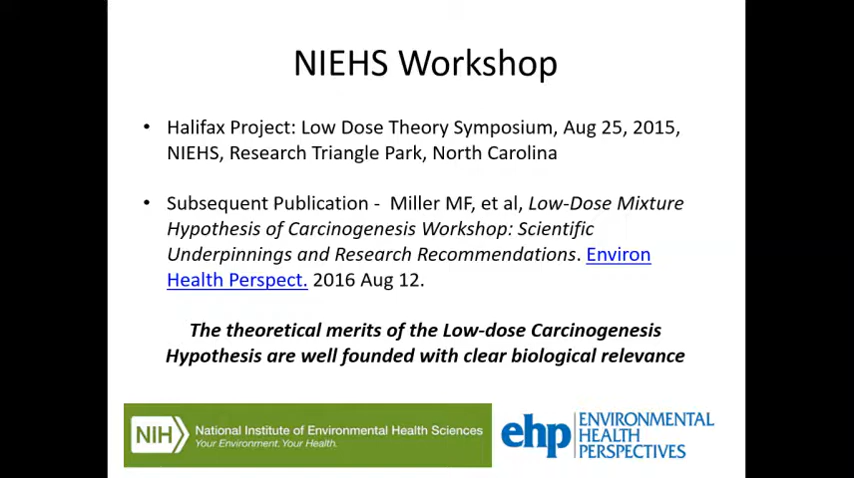 NIEHS Workshop
• Halifax Project: Low Dose Theory Symposium, Aug 25, 2015,
NIEHS, Research Triangle Park, North Carolina
• Subsequent Publication - Miller MF, et al, Low-Dose Mixture
Hypothesis of Carcinogenesis Workshop: Scientific
Underpinnings and Research Recommendations. Environ
Health Perspect. 2016 Aug 12.
The theoretical merits of the Low-dose Carcinogenesis
Hypothesis are well founded with clear biological relevance
NIH
National Institute of Environmental Health Sciences
Your Environment. Your Health.
ehp
ENVIRONMENTAL
HEALTH
PERSPECTIVES